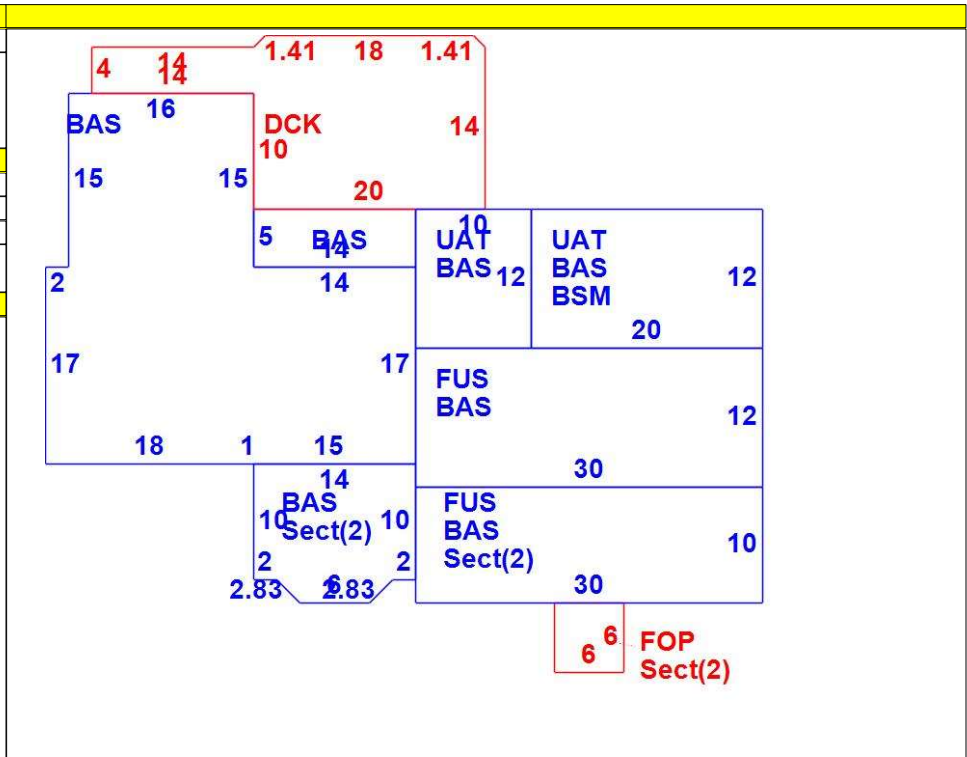 1.41 18 1.41
4 14
14
16
BAS DCK 14
10
15 15
20
10
5 BAS UAT UAT
14 BAS 12 BAS 12
2 14 BSM
20
17 17 FUS
BAS 12
18 1 15 30
14
BAS FUS
10 Sect(2) 10 BAS 10
2 2 Sect(2)
2.83 6 2.83 30
6 FOP
6 Sect(2)